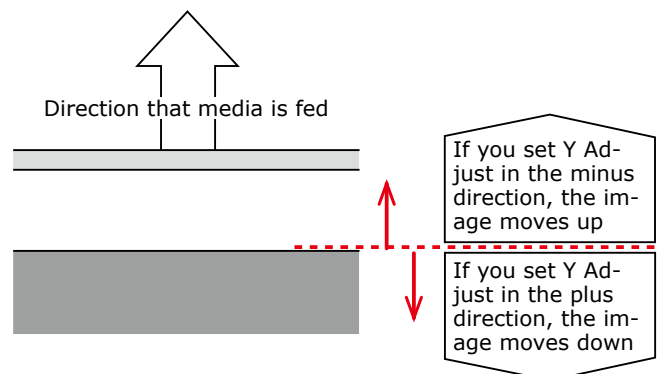 Direction that media is fed
If you set Y Ad-
just in the minus
direction, the im-
age moves up
If you set Y Ad-
just in the plus
direction, the im-
age moves down